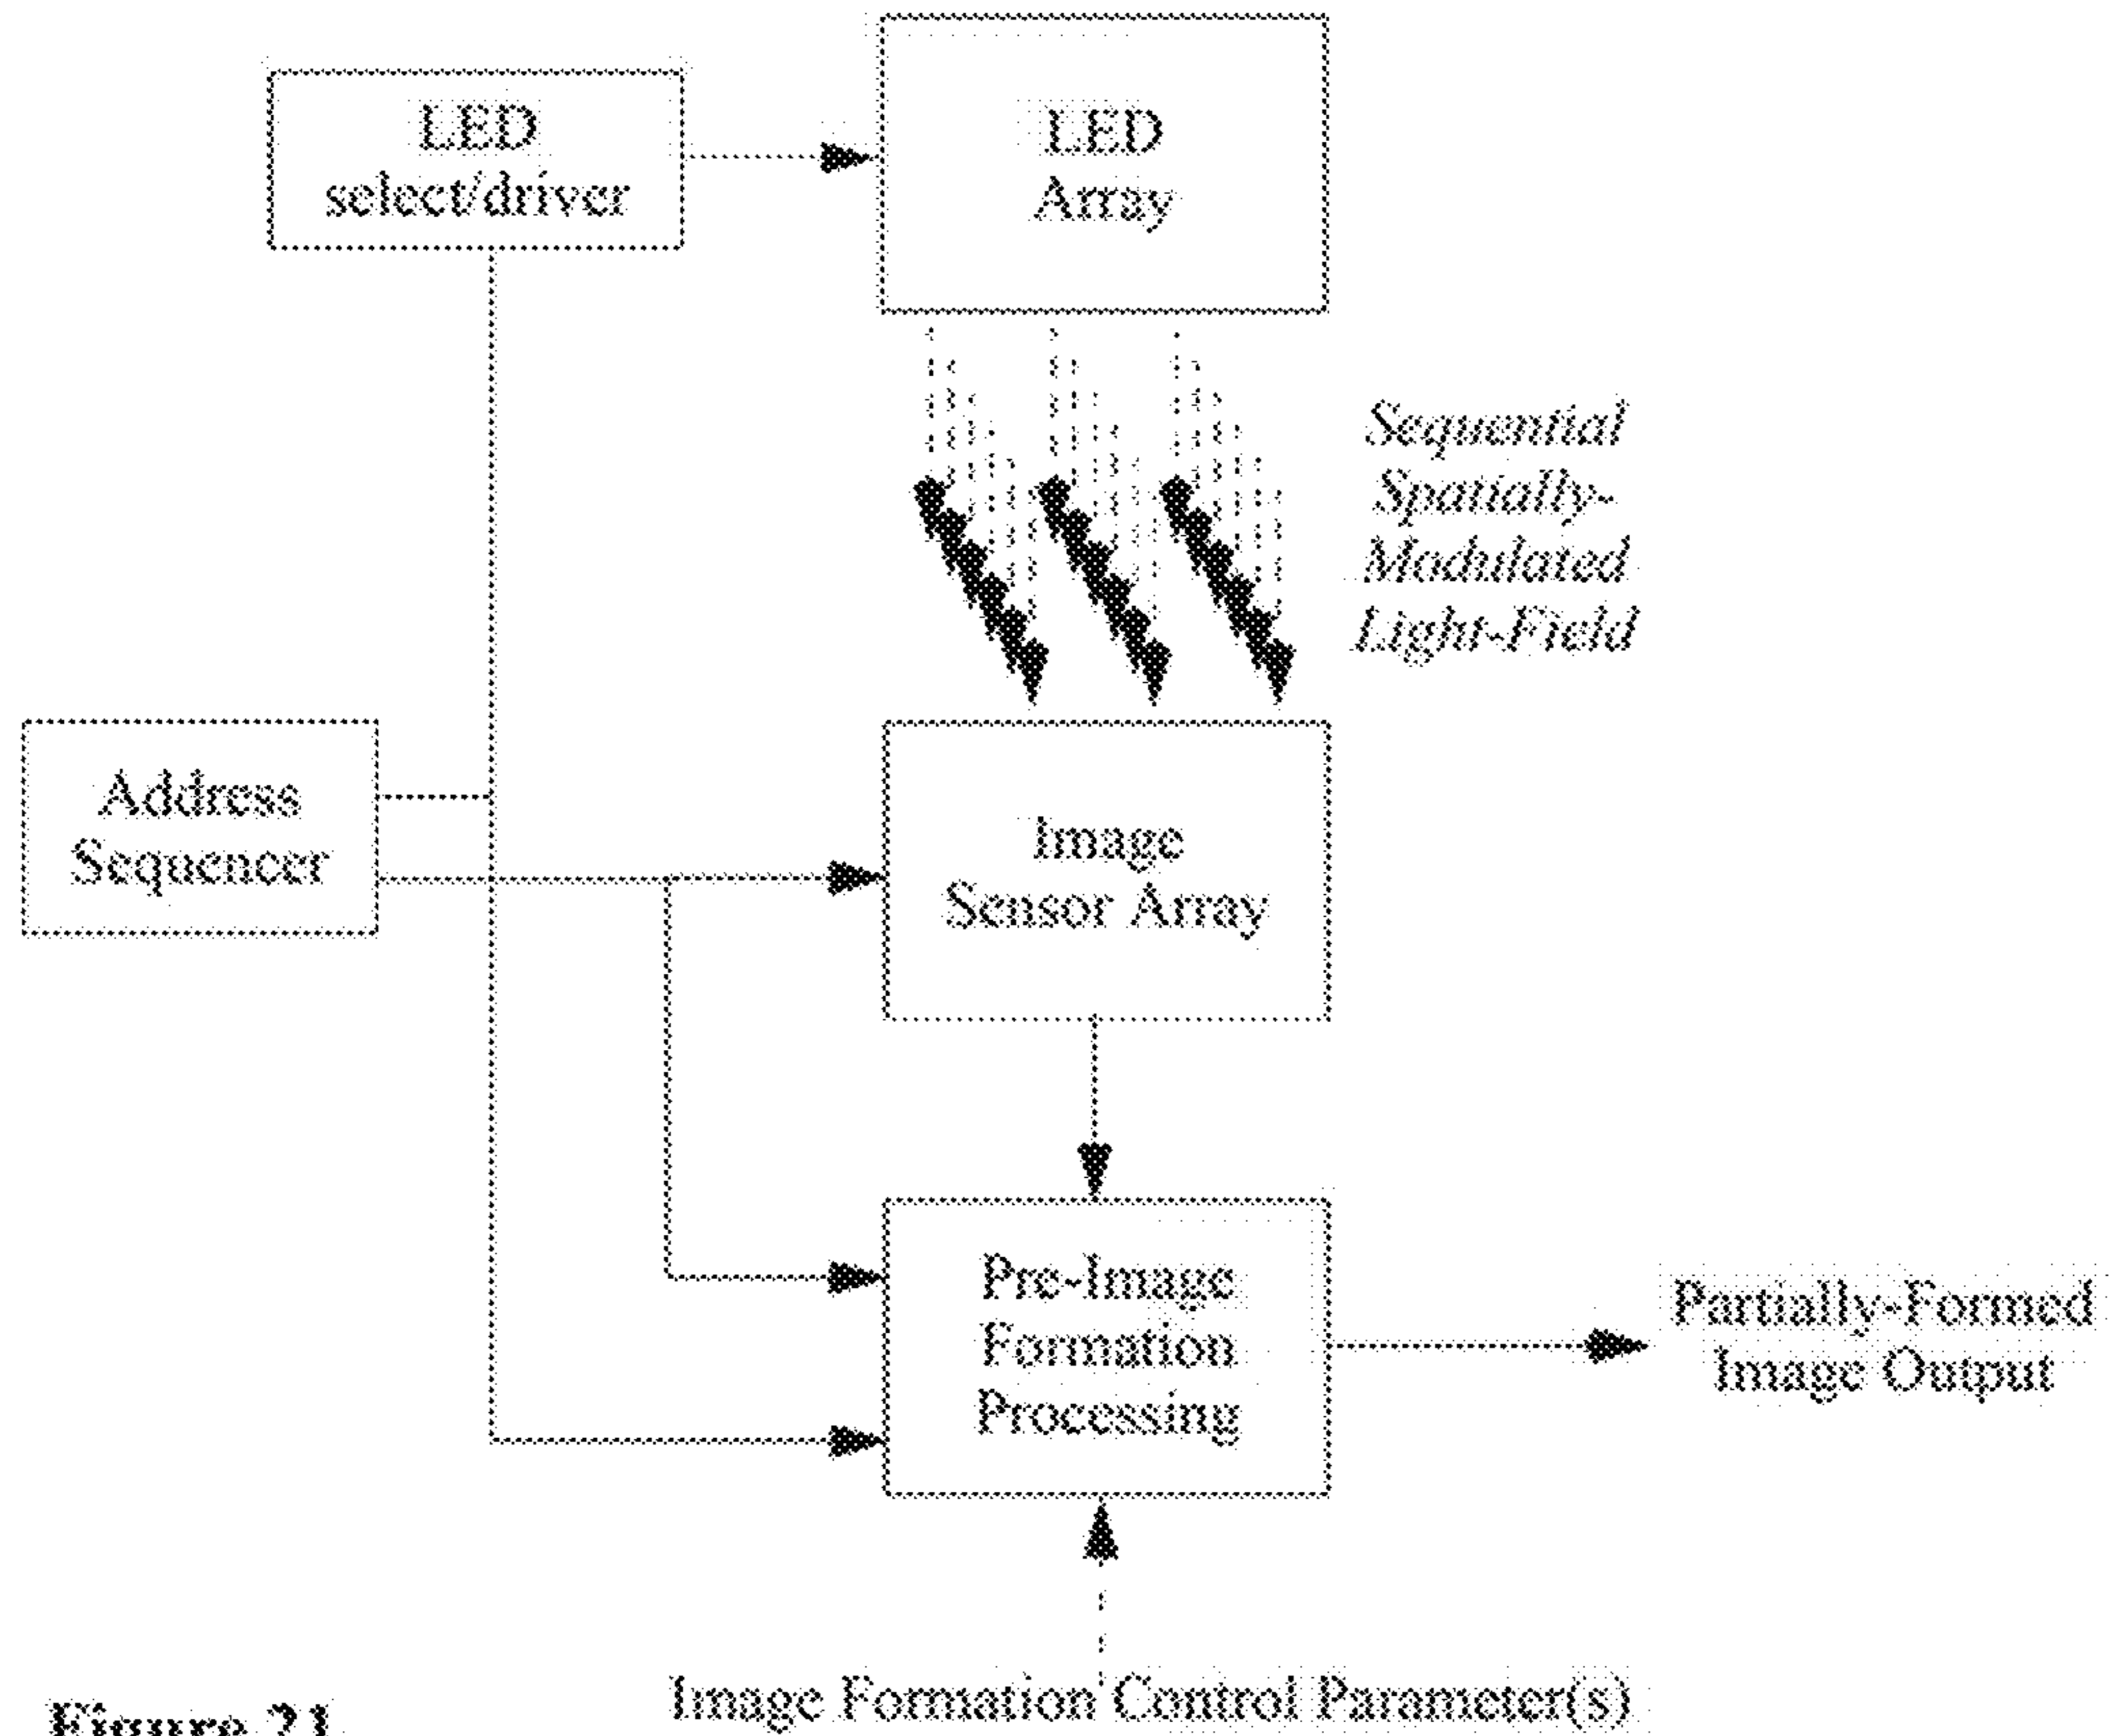 LED
select/driver
LED
Array
Sequential
Spatially-
Modulated
Light-Field
Address
Sequencer
Image
Sensor Array
Pre-Image
Formation
Processing
Partially-Formed
Image Output
Image Formation Control Parameter(s)
Figure 21